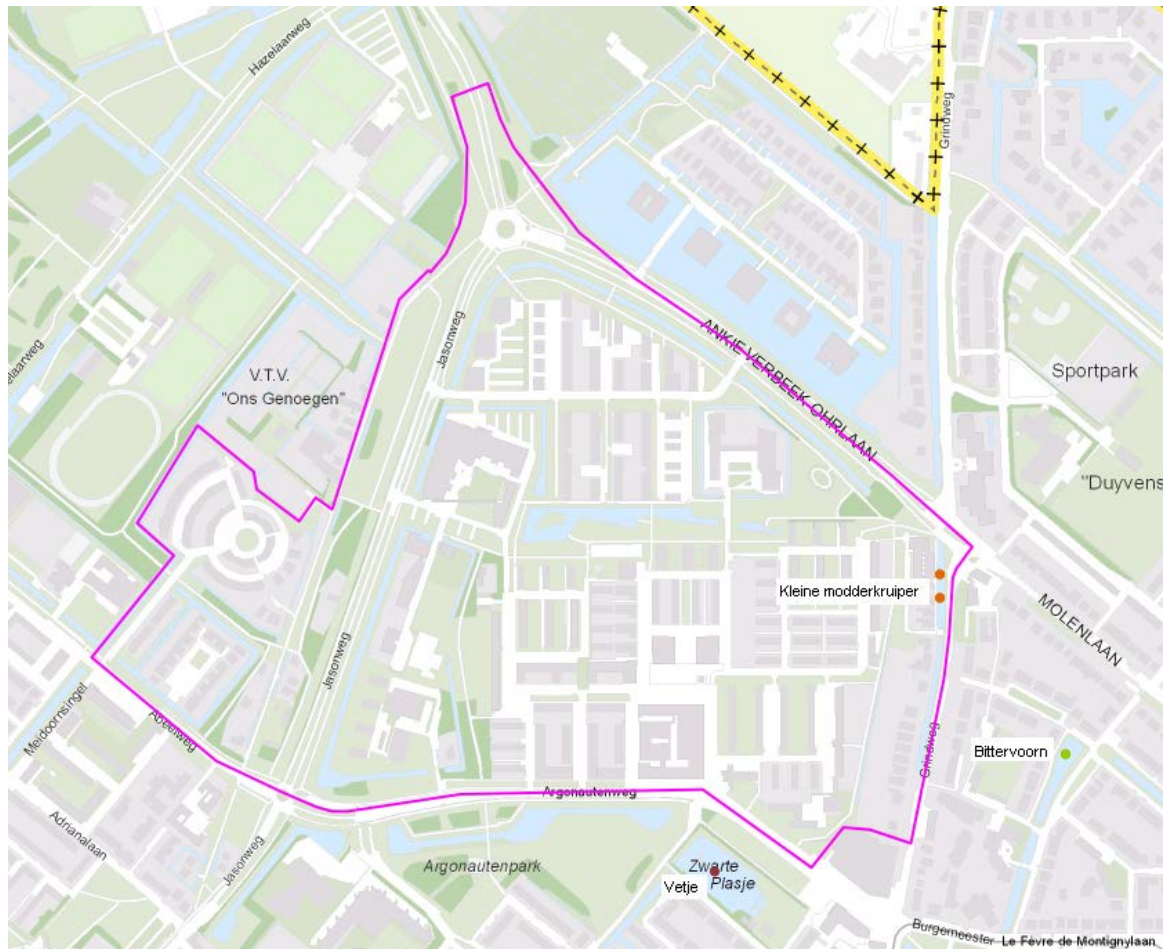 Hazelaarweg
Grindweg
Jasonweg
ANKIE VERBEEK OHRLAAN
V.T.V.
"Ons Genoegen"
Sportpark
"Duyvens
Kleine modderkruiper
MOLENLAAN
Jasonweg
Meidoornsingel
Abeelweg
Grindweg
Bittervoorn
Argonautenweg
Adrianalaan
Jasonweg
Argonautenpark
Zwarte
Plasje
Vetje
Burgemeester Le Fèvre de Montignylaan